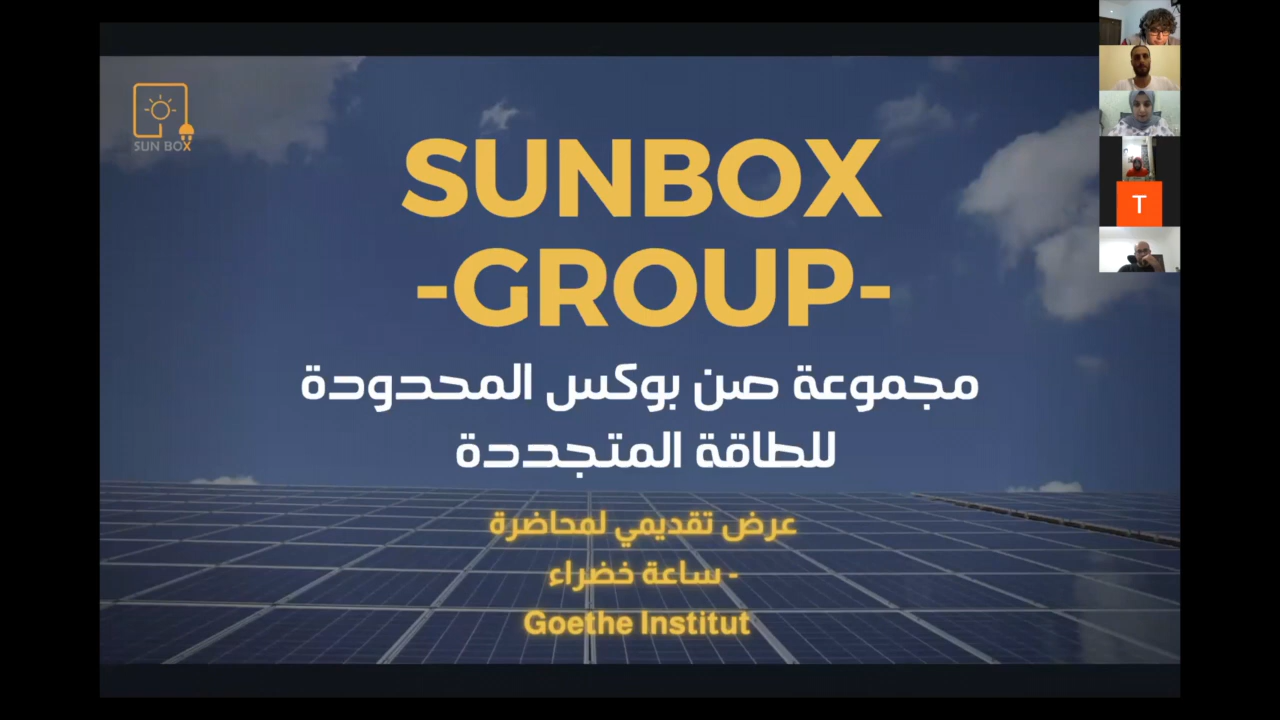 SUN BOX
SUNBOX
-GROUP-
مجموعة صن بوكس المحدودة
للطاقة المتجددة
عرض تقديمي لمحاضرة
- ساعة خضراء -
Goethe Institut
T